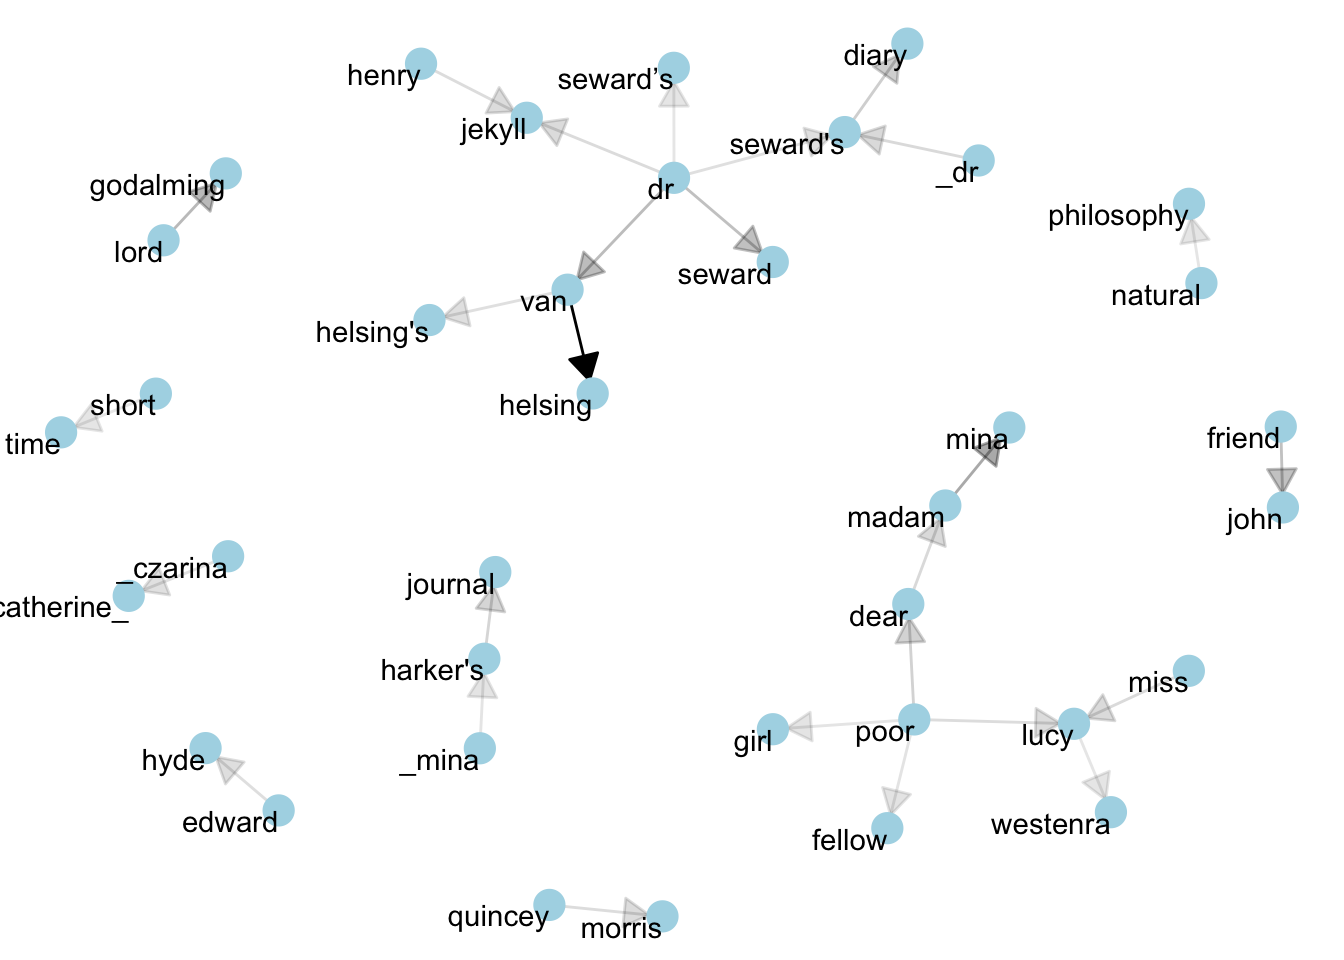 diary
henry
seward’s
jekyll
seward's
_dr
godalming
dr
philosophy
lord
seward
natural
van
helsing's
short
helsing
time
mina
friend
madam
john
_czarina
journal
catherine_
dear
harker's
miss
girl
poor
lucy
hyde
_mina
edward
westenra
fellow
quincey
morris